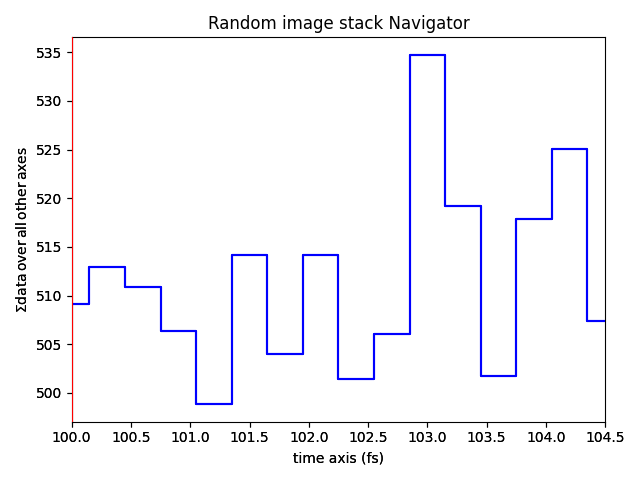 Random image stack Navigator
535
530
525
520
515
510
505
500
Σdata over all other axes
100.0 100.5 101.0 101.5 102.0 102.5 103.0 103.5 104.0 104.5
time axis (fs)